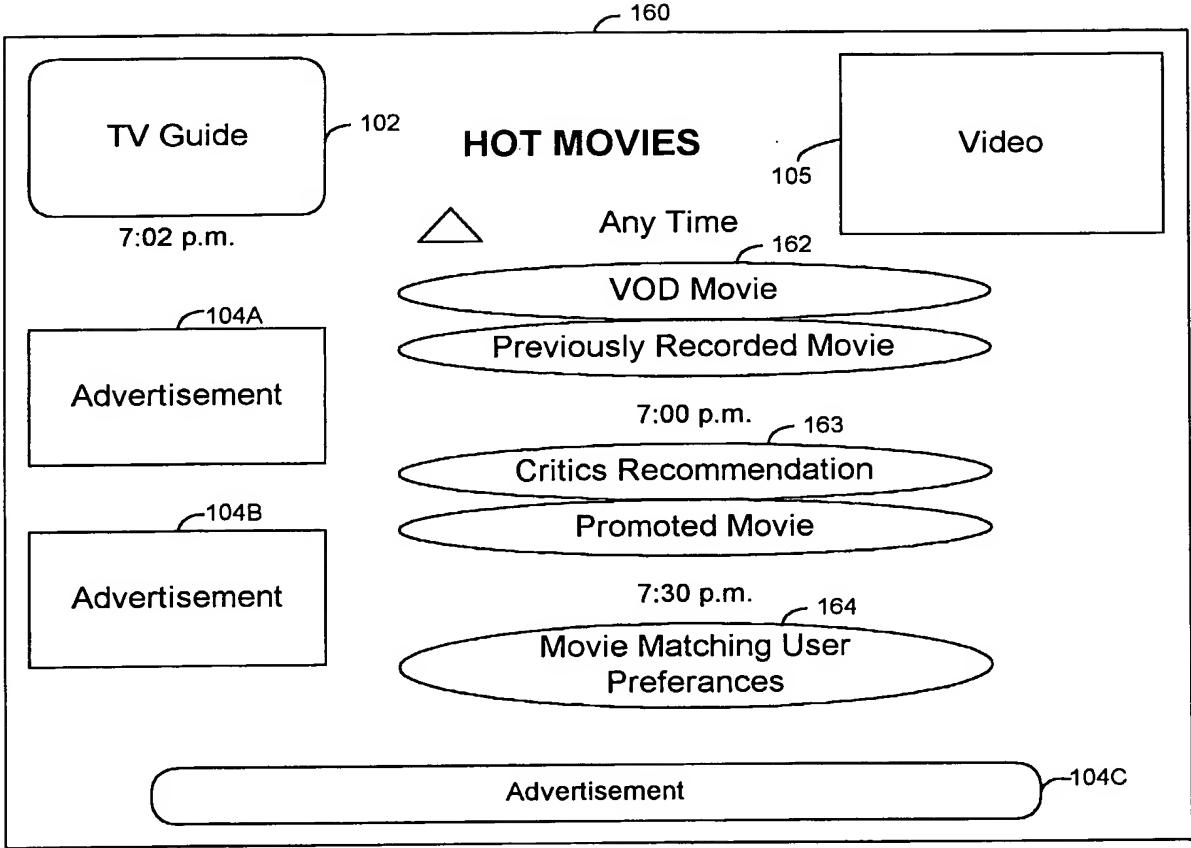 160
TV Guide
102
HOT MOVIES
105
Video
7:02 p.m.
Any Time
162
VOD Movie
Previously Recorded Movie
104A
Advertisement
7:00 p.m.
163
Critics Recommendation
Promoted Movie
104B
Advertisement
7:30 p.m.
164
Movie Matching User
Preferances
Advertisement
104C